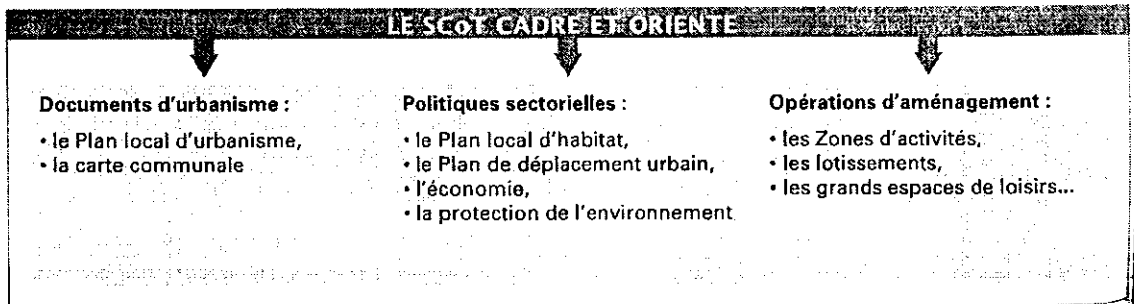 LE SCOT CADRE ET ORIENTE
Documents d'urbanisme :
• le Plan local d'urbanisme,
• la carte communale
Politiques sectorielles :
• le Plan local d'habitat,
• le Plan de déplacement urbain,
• l'économie,
• la protection de l'environnement
Opérations d'aménagement :
• les Zones d'activités,
• les lotissements,
• les grands espaces de loisirs...